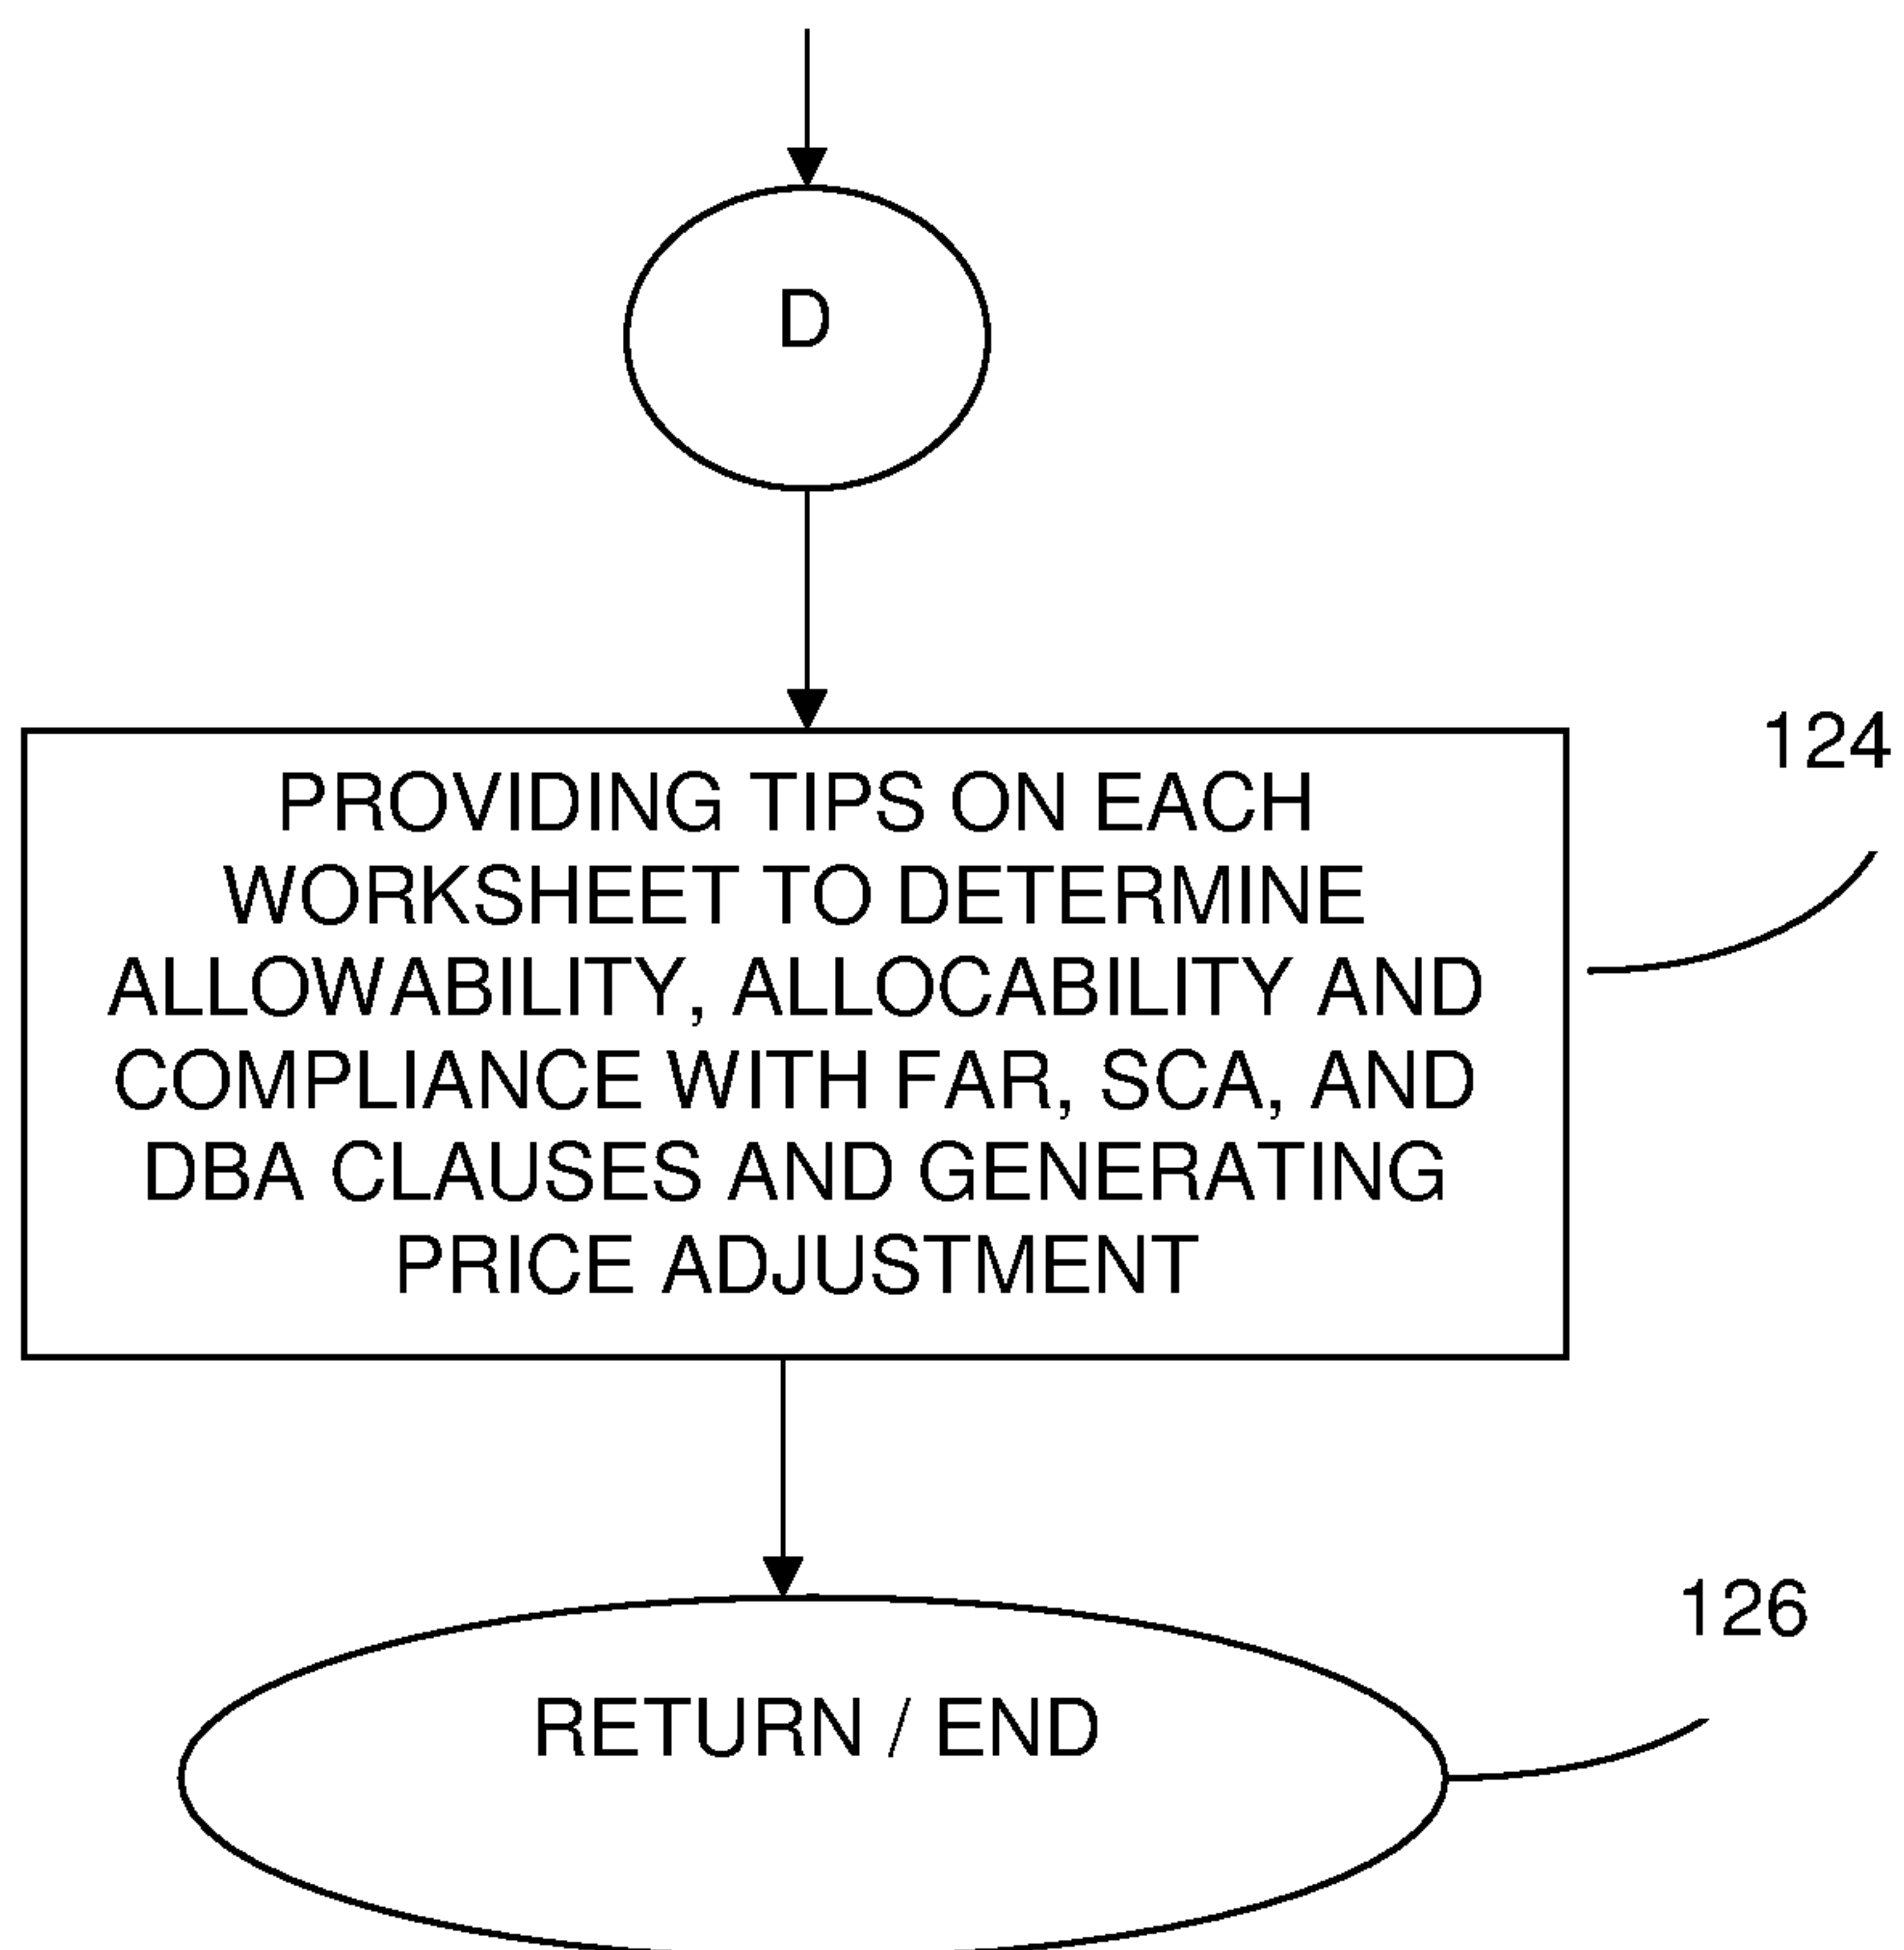 D
124
PROVIDING TIPS ON EACH
WORKSHEET TO DETERMINE
ALLOWABILITY, ALLOCABILITY AND
COMPLIANCE WITH FAR, SCA, AND
DBA CLAUSES AND GENERATING
PRICE ADJUSTMENT
126
RETURN / END